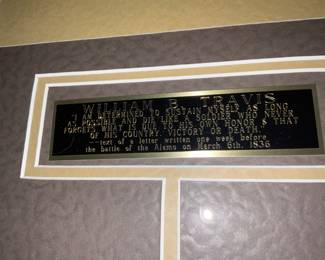 WILLIAM B. TRAVIS
"I AM DETERMINED TO SUSTAIN MYSELF AS LONG
AS POSSIBLE AND DIE LIKE A SOLDIER WHO NEVER
FORGETS WHAT IS DUE TO HIS OWN HONOR & THAT
OF HIS COUNTRY. VICTORY OR DEATH."
--text of a letter written one week before
the battle of the Alamo on March 6th, 1836